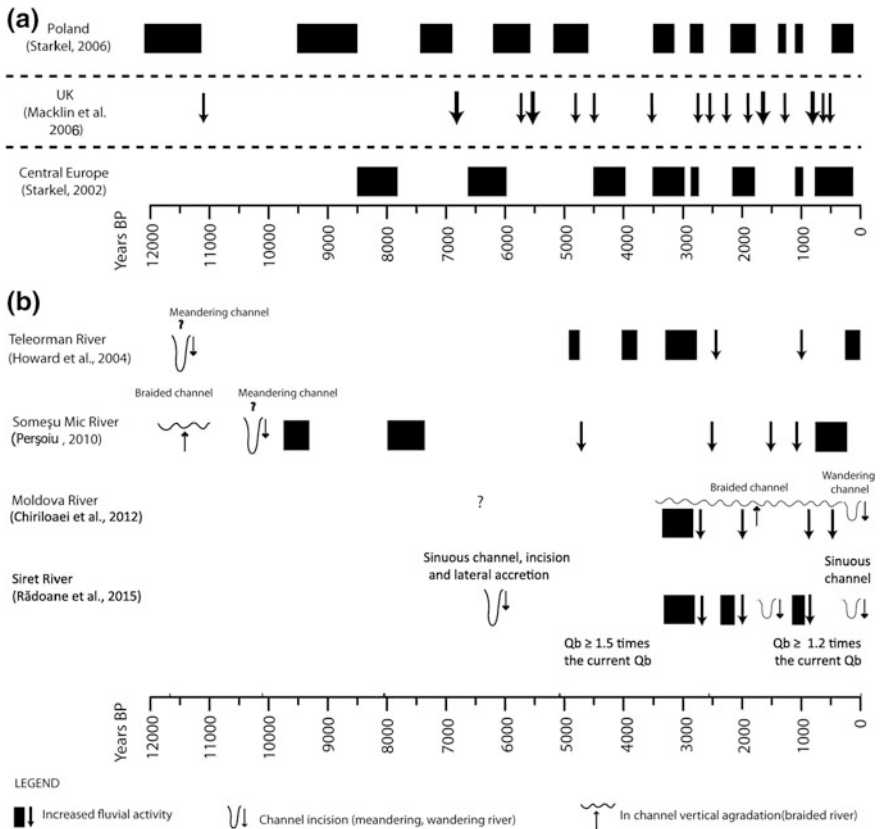 (a)
Poland
(Starkel, 2006)
UK
(Macklin et al.
2006)
Central Europe
(Starkel, 2002)
Years BP
12000 11000 10000 9000 8000 7000 6000 5000 4000 3000 2000 1000 0
(b)
Meandering channel
?
Teleorman River
(Howard et al., 2004)
Braided channel
Meandering channel
?
Someşu Mic River
(Perşoiu , 2010)
Moldova River
(Chiriloaei et al., 2012)
?
Braided channel
Wandering
channel
Siret River
(Rădoane et al., 2015)
Sinuous channel, incision
and lateral accretion
Sinuous
channel
Qb ≥ 1.5 times
the current Qb
Qb ≥ 1.2 times
the current Qb
Years BP
12000 11000 10000 9000 8000 7000 6000 5000 4000 3000 2000 1000 0
LEGEND
Increased fluvial activity
Channel incision (meandering, wandering river)
In channel vertical agradation(braided river)